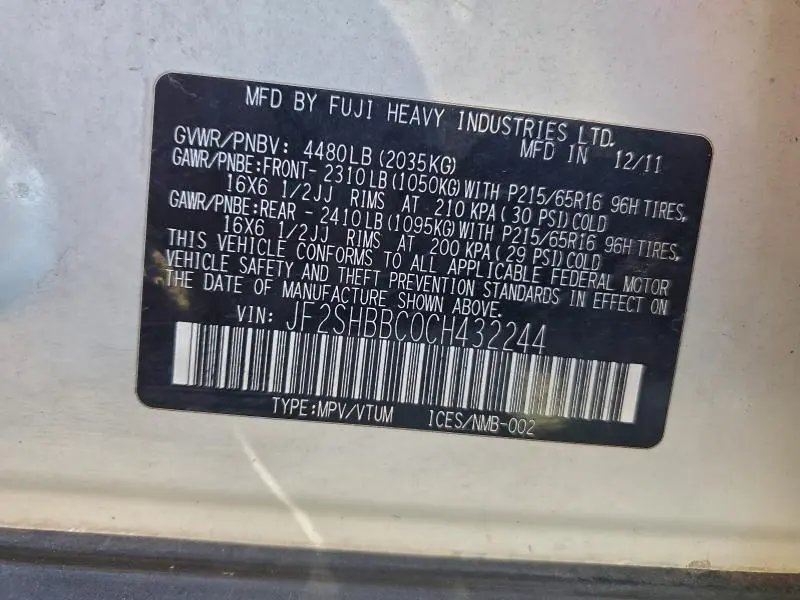 MFD BY FUJI HEAVY INDUSTRIES LTD.
MFD IN 12/11
GVWR/PNBV: 4480LB(2035KG)
GAWR/PNBE:FRONT- 2310LB(1050KG)WITH P215/65R16 96H TIRES,
16X6 1/2JJ RIMS AT 210 KPA(30 PSI)COLD
GAWR/PNBE:REAR - 2410LB(1095KG)WITH P215/65R16 96H TIRES,
16X6 1/2JJ RIMS AT 200 KPA(29 PSI)COLD
THIS VEHICLE CONFORMS TO ALL APPLICABLE FEDERAL MOTOR
VEHICLE SAFETY AND THEFT PREVENTION STANDARDS IN EFFECT ON
THE DATE OF MANUFACTURE SHOWN ABOVE.
VIN: JF2SHBBC0CH432244
TYPE:MPV/VTUM ICES/NMB-002